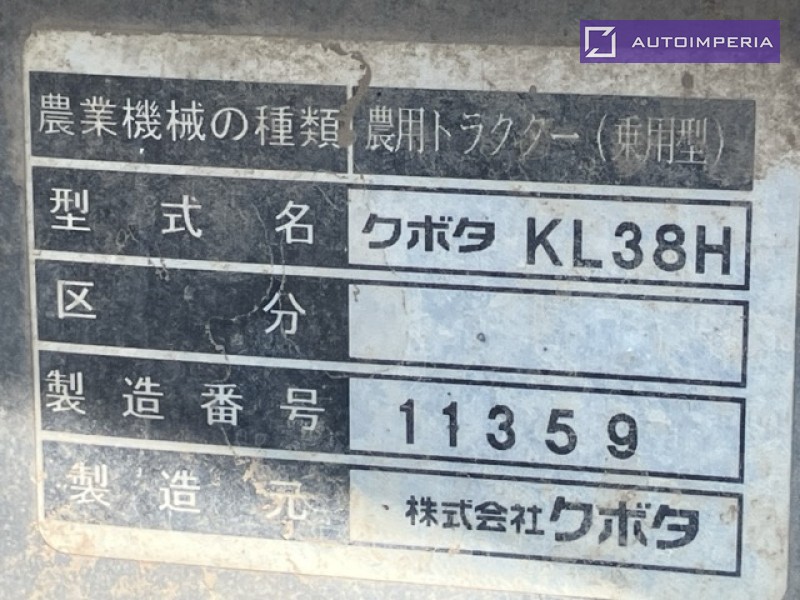 AUTOIMPERIA
農業機械の種類 農用トラクター(乗用型)
型式名 クボタ KL38H
区分
製造番号 11359
製造元 株式会社クボタ